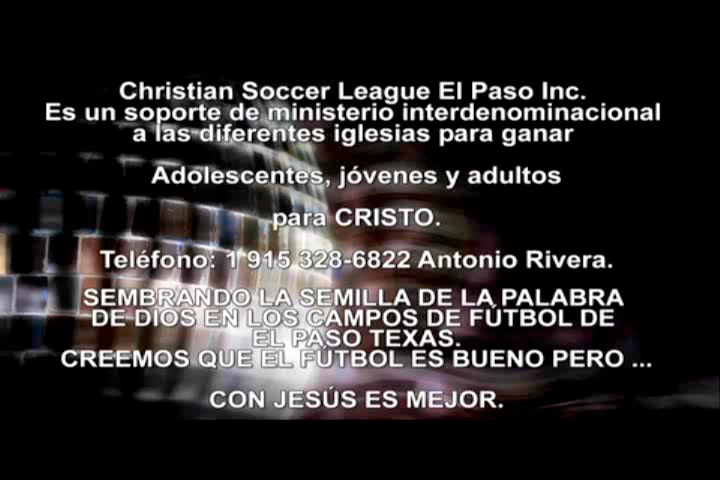 Christian Soccer League El Paso Inc.
Es un soporte de ministerio interdenominacional
a las diferentes iglesias para ganar
Adolescentes, jóvenes y adultos
para CRISTO.
Teléfono: 1 915 328-6822 Antonio Rivera.
SEMBRANDO LA SEMILLA DE LA PALABRA
DE DIOS EN LOS CAMPOS DE FÚTBOL DE
EL PASO TEXAS.
CREEMOS QUE EL FÚTBOL ES BUENO PERO ...
CON JESÚS ES MEJOR.